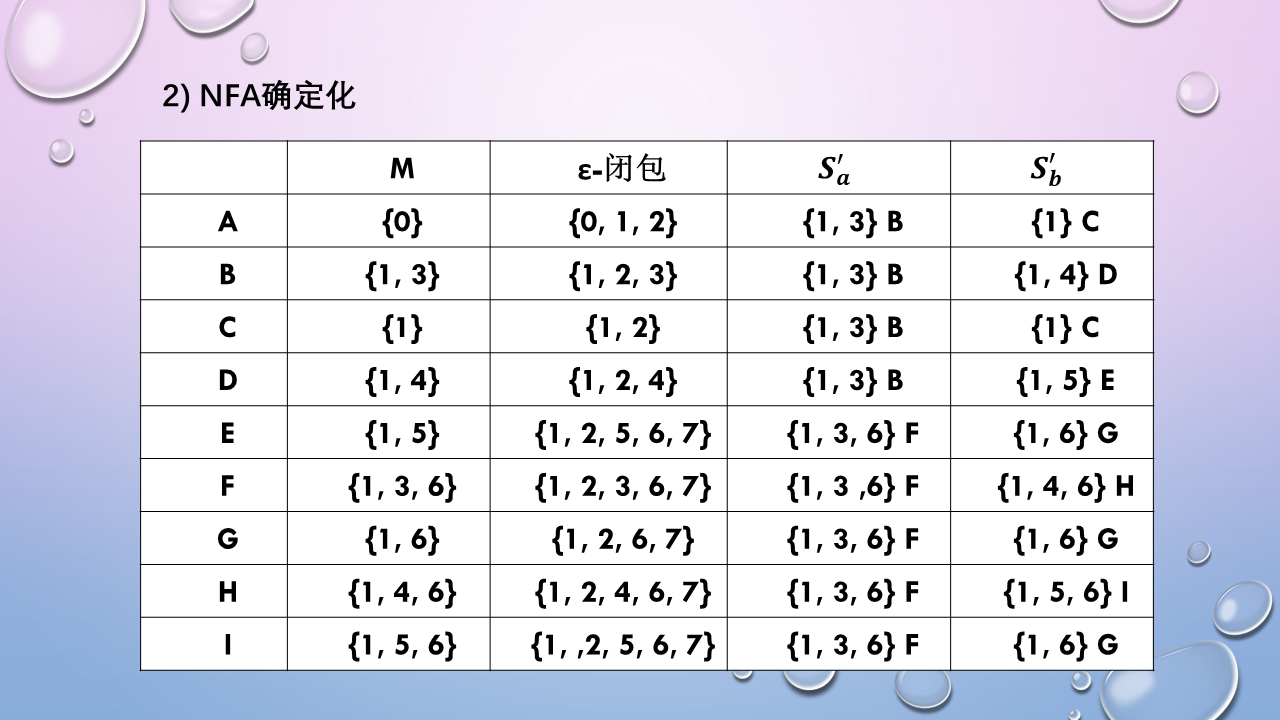 2) NFA确定化
M ε-闭包 S′a S′b
A {0} {0, 1, 2} {1, 3} B {1} C
B {1, 3} {1, 2, 3} {1, 3} B {1, 4} D
C {1} {1, 2} {1, 3} B {1} C
D {1, 4} {1, 2, 4} {1, 3} B {1, 5} E
E {1, 5} {1, 2, 5, 6, 7} {1, 3, 6} F {1, 6} G
F {1, 3, 6} {1, 2, 3, 6, 7} {1, 3 ,6} F {1, 4, 6} H
G {1, 6} {1, 2, 6, 7} {1, 3, 6} F {1, 6} G
H {1, 4, 6} {1, 2, 4, 6, 7} {1, 3, 6} F {1, 5, 6} I
I {1, 5, 6} {1, ,2, 5, 6, 7} {1, 3, 6} F {1, 6} G